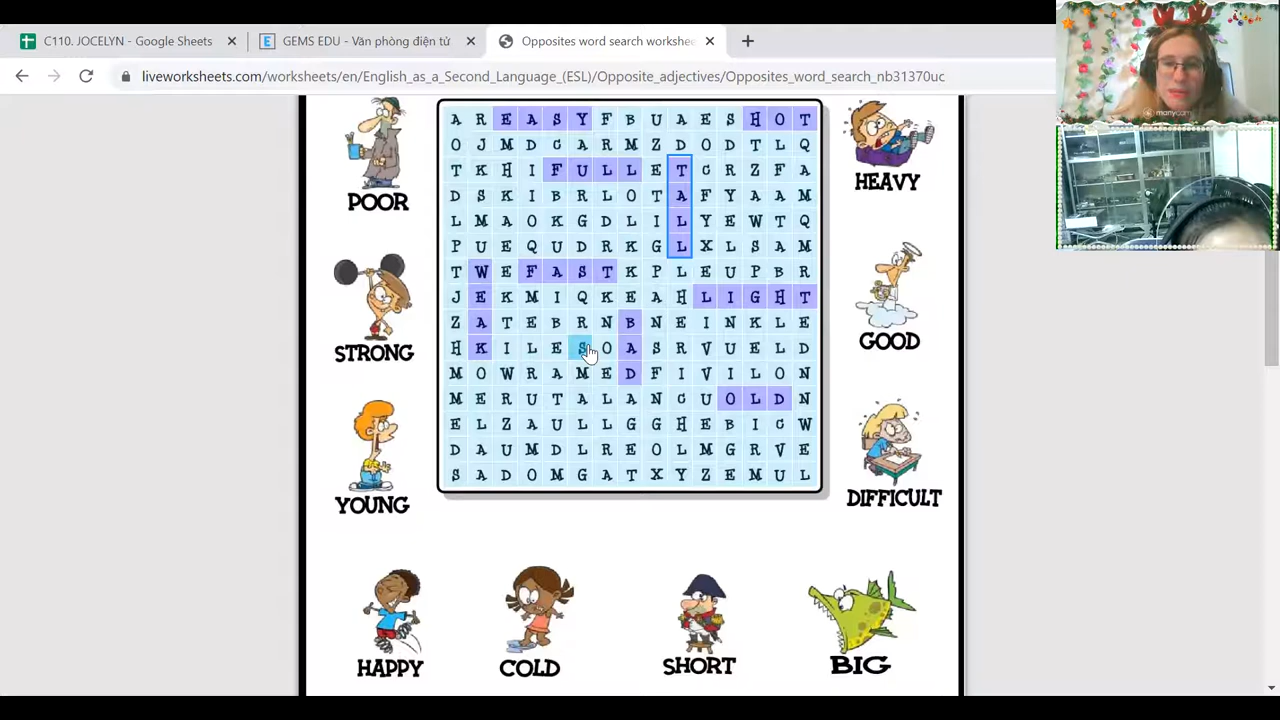 C110. JOCELYN - Google Sheets
GEMS EDU - Văn phòng điện tử
Opposites word search workshee
liveworksheets.com/worksheets/en/English_as_a_Second_Language_(ESL)/Opposite_adjectives/Opposites_word_search_nb31370uc
manycam
A R E A S Y F B U A E S H O T
O J M D C A R M Z D O D T L Q
T K H I F U L L E T C R Z F A
D S K I B R L O T A F Y A A M
L M A O K G D L I L Y E W T Q
P U E Q U D R K G L X L S A M
T W E F A S T K P L E U P B R
J E K M I Q K E A H L I G H T
Z A T E B R N B N E I N K L E
H K I L E S O A S R V U E L D
M O W R A M E D F I V I L O N
M E R U T A L A N C U O L D N
E L Z A U L L G G H E B I C W
D A U M D L R E O L M G R V E
S A D O M G A T X Y Z E M U L
POOR
STRONG
YOUNG
HEAVY
GOOD
DIFFICULT
HAPPY
COLD
SHORT
BIG